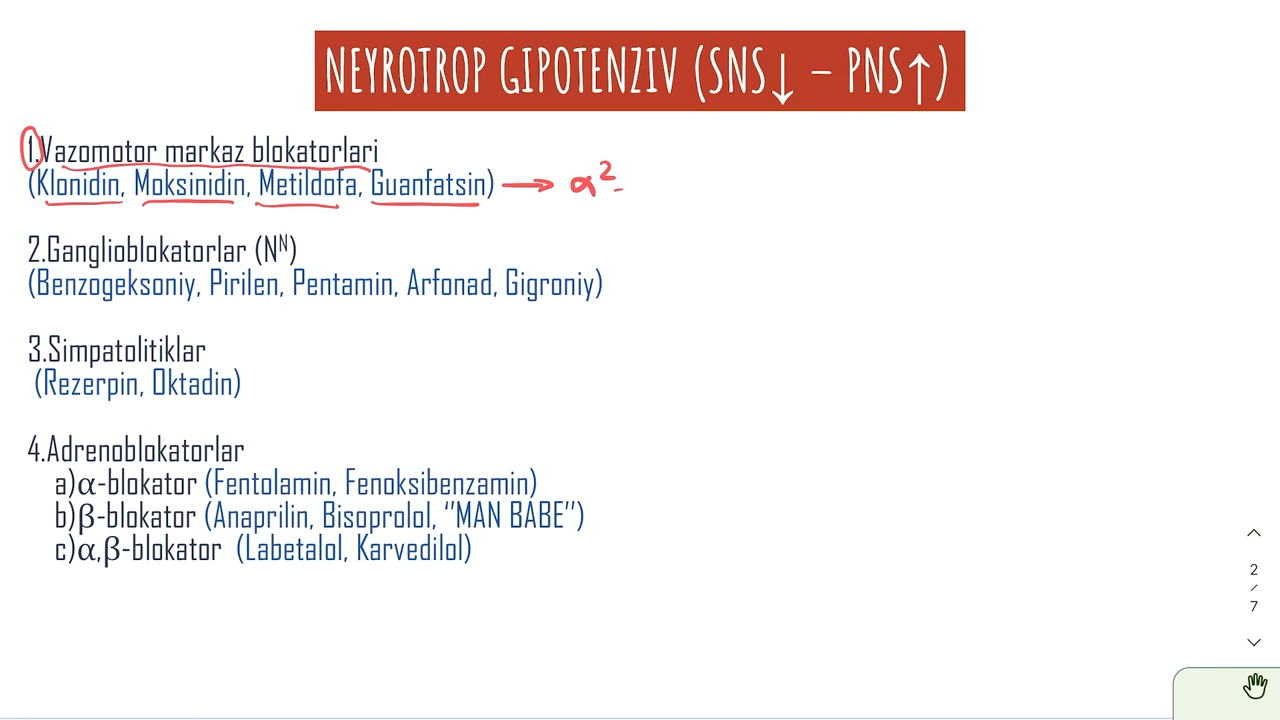 NEYROTROP GIPOTENZIV (SNS↓ – PNS↑)
1.Vazomotor markaz blokatorlari
(Klonidin, Moksinidin, Metildofa, Guanfatsin) → α2-
2.Ganglioblokatorlar (Nᴺ)
(Benzogeksoniy, Pirilen, Pentamin, Arfonad, Gigroniy)
3.Simpatolitiklar
(Rezerpin, Oktadin)
4.Adrenoblokatorlar
a)α-blokator (Fentolamin, Fenoksibenzamin)
b)β-blokator (Anaprilin, Bisoprolol, ‘’MAN BABE’’)
c)α,β-blokator (Labetalol, Karvedilol)
2
/
7